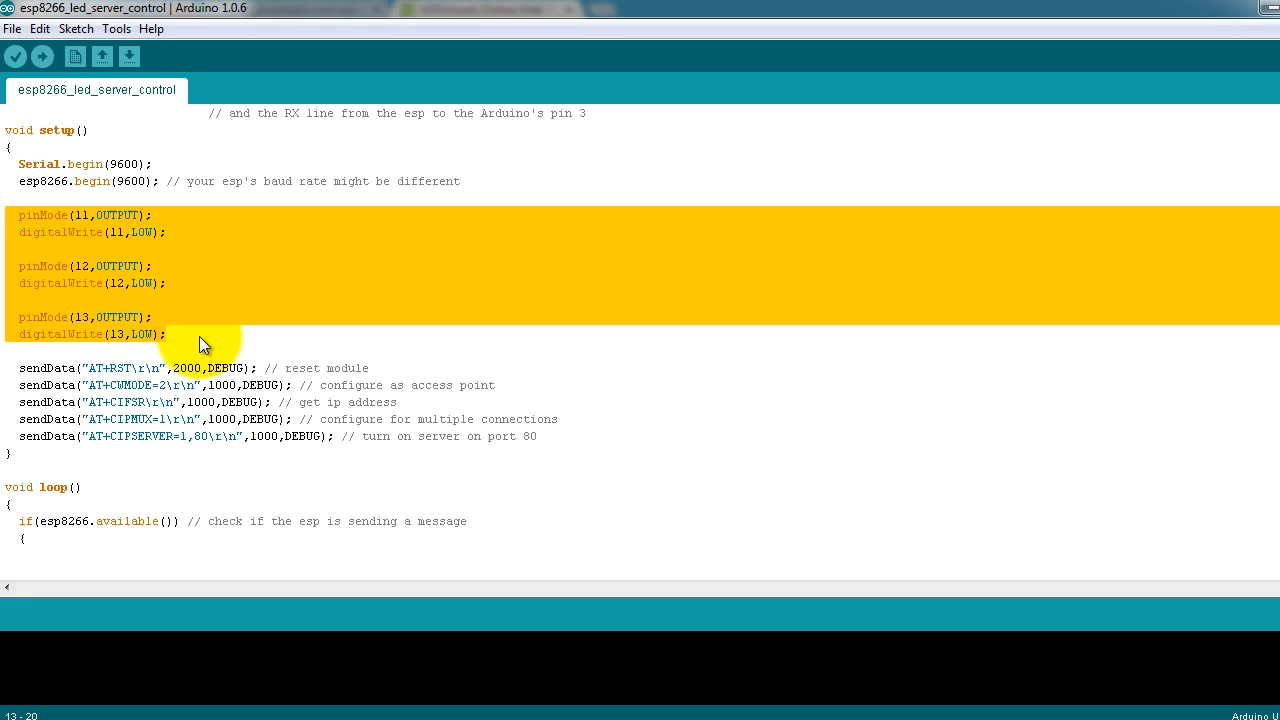 esp8266_led_server_control | Arduino 1.0.6
File Edit Sketch Tools Help
esp8266_led_server_control
// and the RX line from the esp to the Arduino's pin 3
void setup()
{
Serial.begin(9600);
esp8266.begin(9600); // your esp's baud rate might be different
pinMode(11,OUTPUT);
digitalWrite(11,LOW);
pinMode(12,OUTPUT);
digitalWrite(12,LOW);
pinMode(13,OUTPUT);
digitalWrite(13,LOW);
sendData("AT+RST\r\n",2000,DEBUG); // reset module
sendData("AT+CWMODE=2\r\n",1000,DEBUG); // configure as access point
sendData("AT+CIFSR\r\n",1000,DEBUG); // get ip address
sendData("AT+CIPMUX=1\r\n",1000,DEBUG); // configure for multiple connections
sendData("AT+CIPSERVER=1,80\r\n",1000,DEBUG); // turn on server on port 80
}
void loop()
{
if(esp8266.available()) // check if the esp is sending a message
{
13 - 20
Arduino U